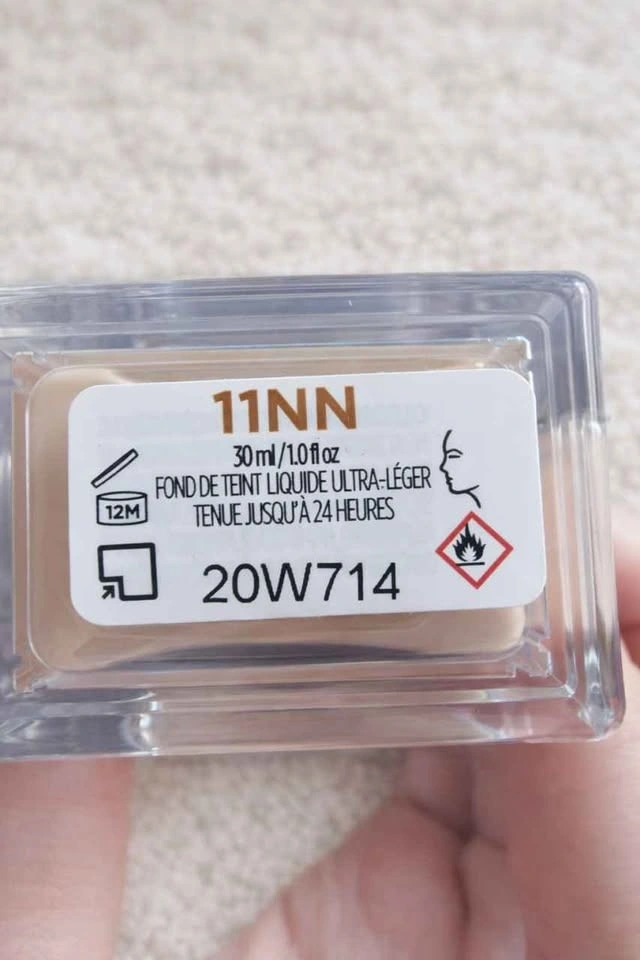 11NN
30 ml/1.0 fl oz
FOND DE TEINT LIQUIDE ULTRA-LÉGER
TENUE JUSQU'À 24 HEURES
12M
20W714